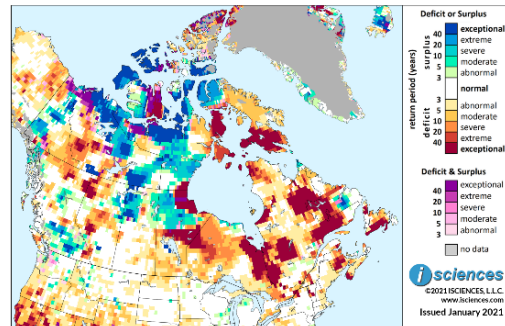 Deficit or Surplus
exceptional
40
extreme
20
severe
10
moderate
5
abnormal
3
normal
3
abnormal
5
moderate
10
severe
20
extreme
40
exceptional
return period (years)
surplus
deficit
Deficit & Surplus
exceptional
40
extreme
20
severe
10
moderate
5
abnormal
3
no data
i sciences
©2021 ISCIENCES, L.L.C.
www.isciences.com
Issued January 2021